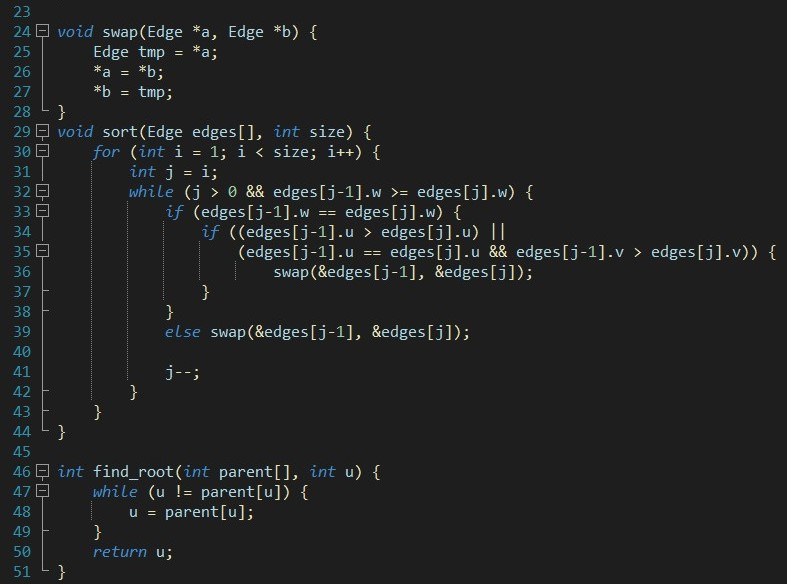 23
24 void swap(Edge *a, Edge *b) {
25     Edge tmp = *a;
26     *a = *b;
27     *b = tmp;
28 }
29 void sort(Edge edges[], int size) {
30     for (int i = 1; i < size; i++) {
31         int j = i;
32         while (j > 0 && edges[j-1].w >= edges[j].w) {
33             if (edges[j-1].w == edges[j].w) {
34                 if ((edges[j-1].u > edges[j].u) ||
35                     (edges[j-1].u == edges[j].u && edges[j-1].v > edges[j].v)) {
36                         swap(&edges[j-1], &edges[j]);
37                 }
38             }
39             else swap(&edges[j-1], &edges[j]);
40
41             j--;
42         }
43     }
44 }
45
46 int find_root(int parent[], int u) {
47     while (u != parent[u]) {
48         u = parent[u];
49     }
50     return u;
51 }